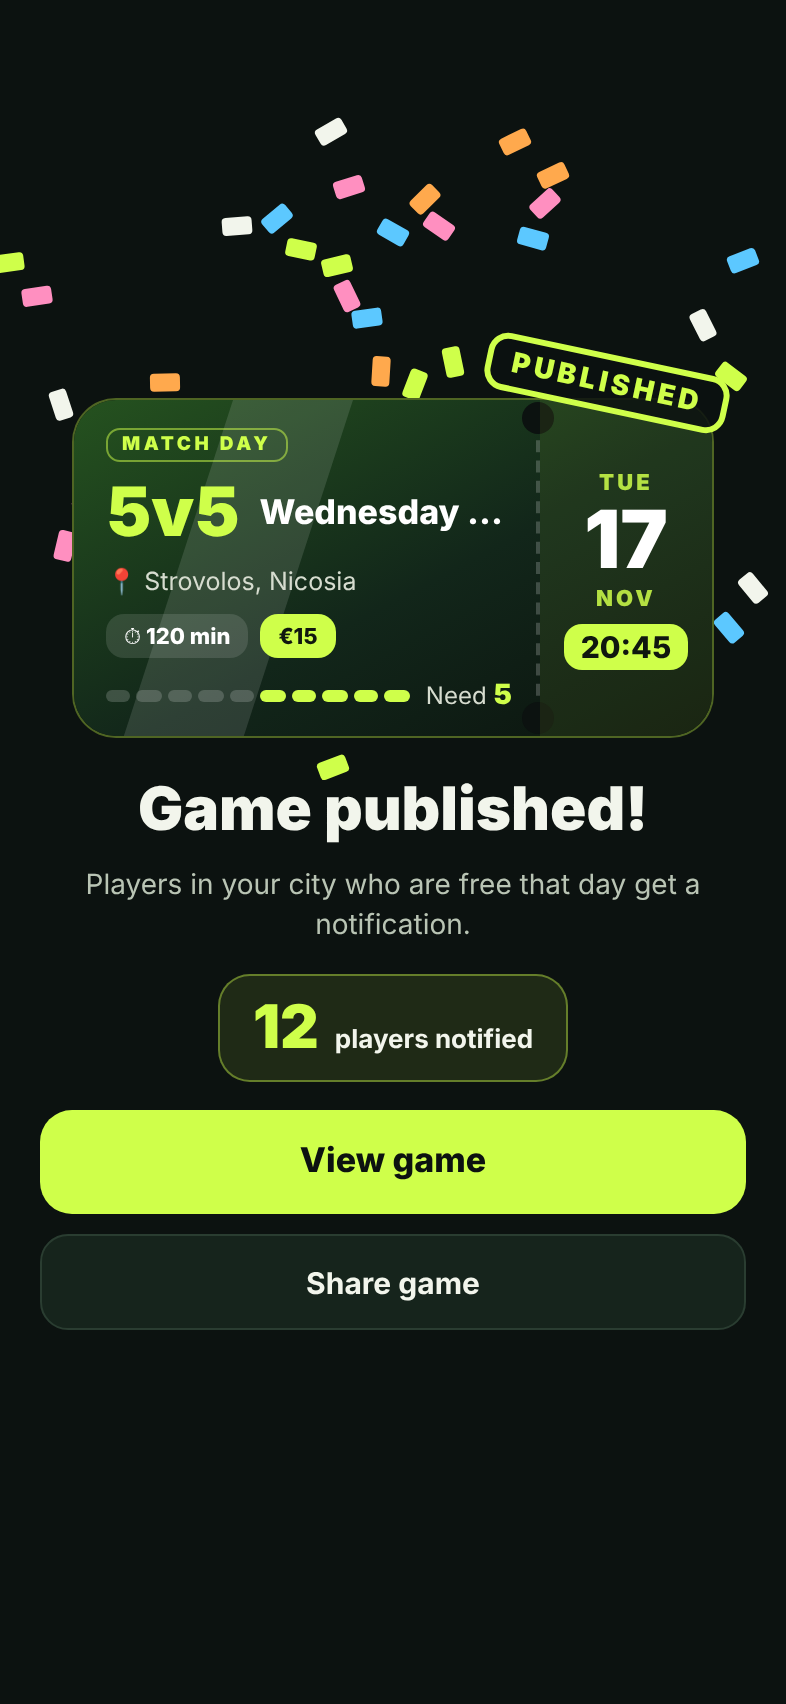 PUBLISHED
MATCH DAY
5v5 Wednesday ...
📍 Strovolos, Nicosia
⏱ 120 min €15
Need 5
TUE
17
NOV
20:45
Game published!
Players in your city who are free that day get a
notification.
12 players notified
View game
Share game